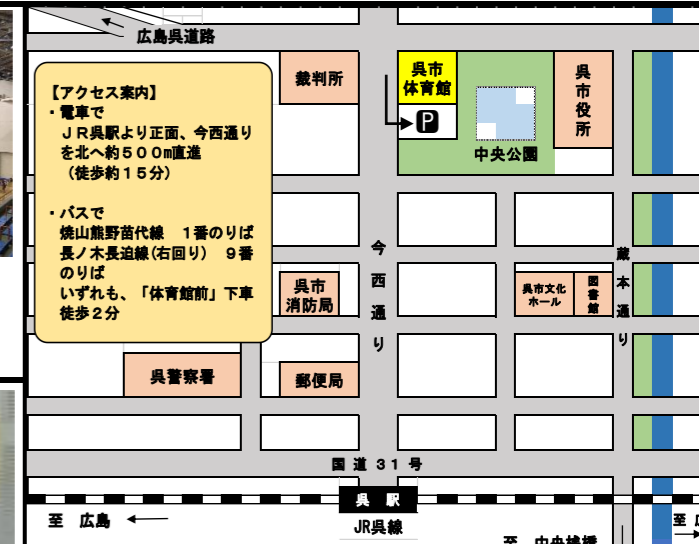 広島呉道路
【アクセス案内】
・電車で
ＪＲ呉駅より正面、今西通り
を北へ約５００ｍ直進
（徒歩約１５分）
・バスで
焼山熊野苗代線　１番のりば
長ノ木長迫線(右回り)　９番
のりば
いずれも、「体育館前」下車
徒歩２分
裁判所
呉市
体育館
P
中央公園
呉市役所
今西通り
蔵本通り
呉市
消防局
呉市文化
ホール
図書館
呉警察署
郵便局
国道31号
呉駅
至 広島
JR呉線
至